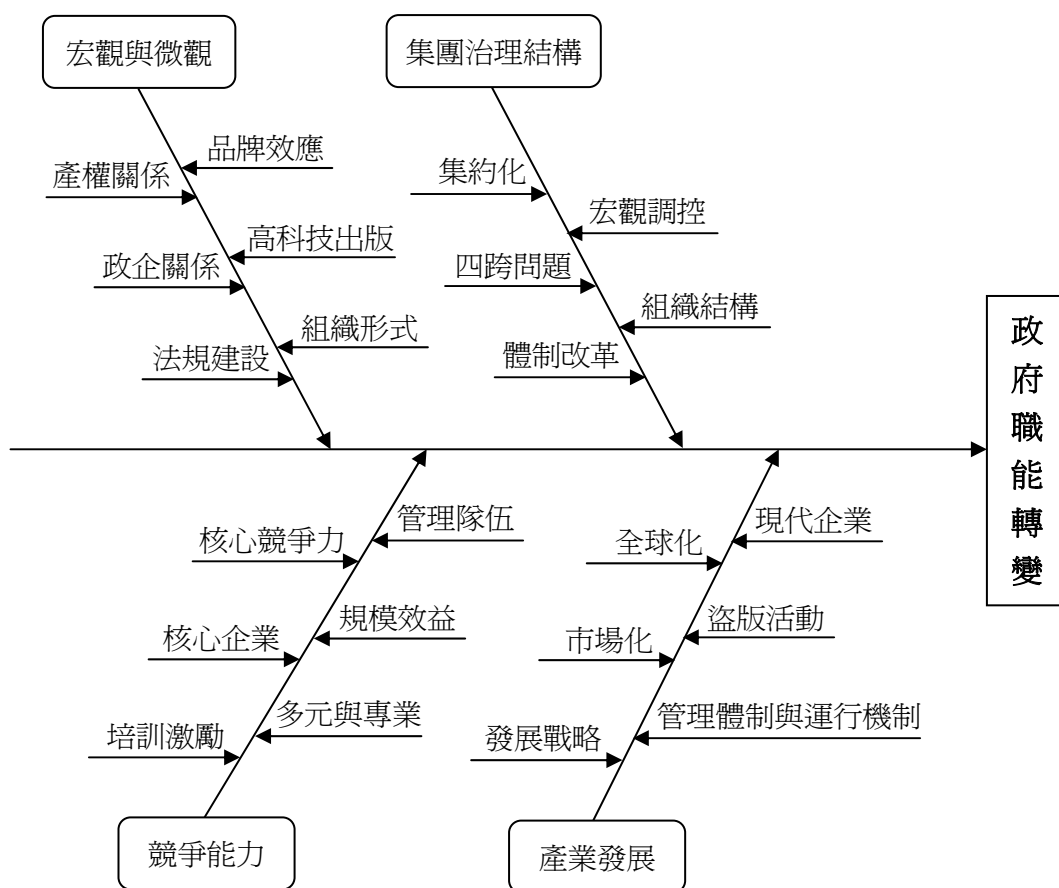 宏觀與微觀
集團治理結構
品牌效應
產權關係
高科技出版
政企關係
組織形式
法規建設
集約化
宏觀調控
四跨問題
組織結構
體制改革
政府職能轉變
管理隊伍
核心競爭力
規模效益
核心企業
多元與專業
培訓激勵
現代企業
全球化
盜版活動
市場化
管理體制與運行機制
發展戰略
競爭能力
產業發展